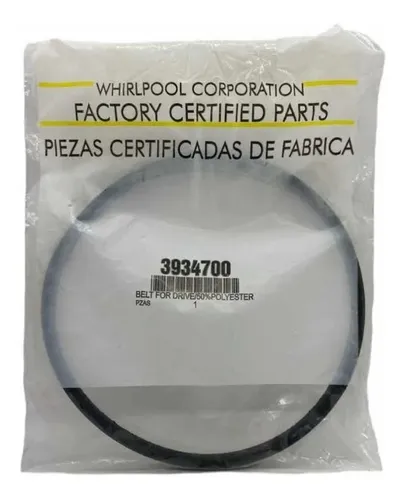 WHIRLPOOL CORPORATION
FACTORY CERTIFIED PARTS
PIEZAS CERTIFICADAS DE FABRICA
3934700
BELT FOR DRIVE/50%POLYESTER
PZAS 1